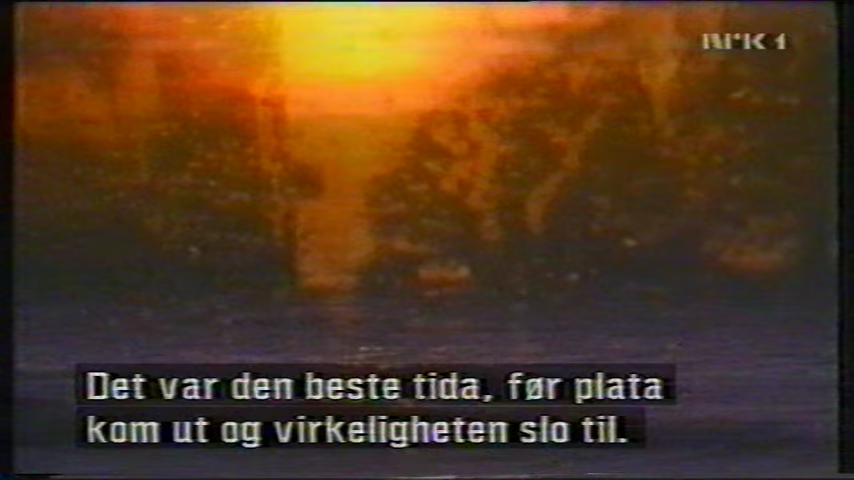 NRK 1
Det var den beste tida, før plata
kom ut og virkeligheten slo til.